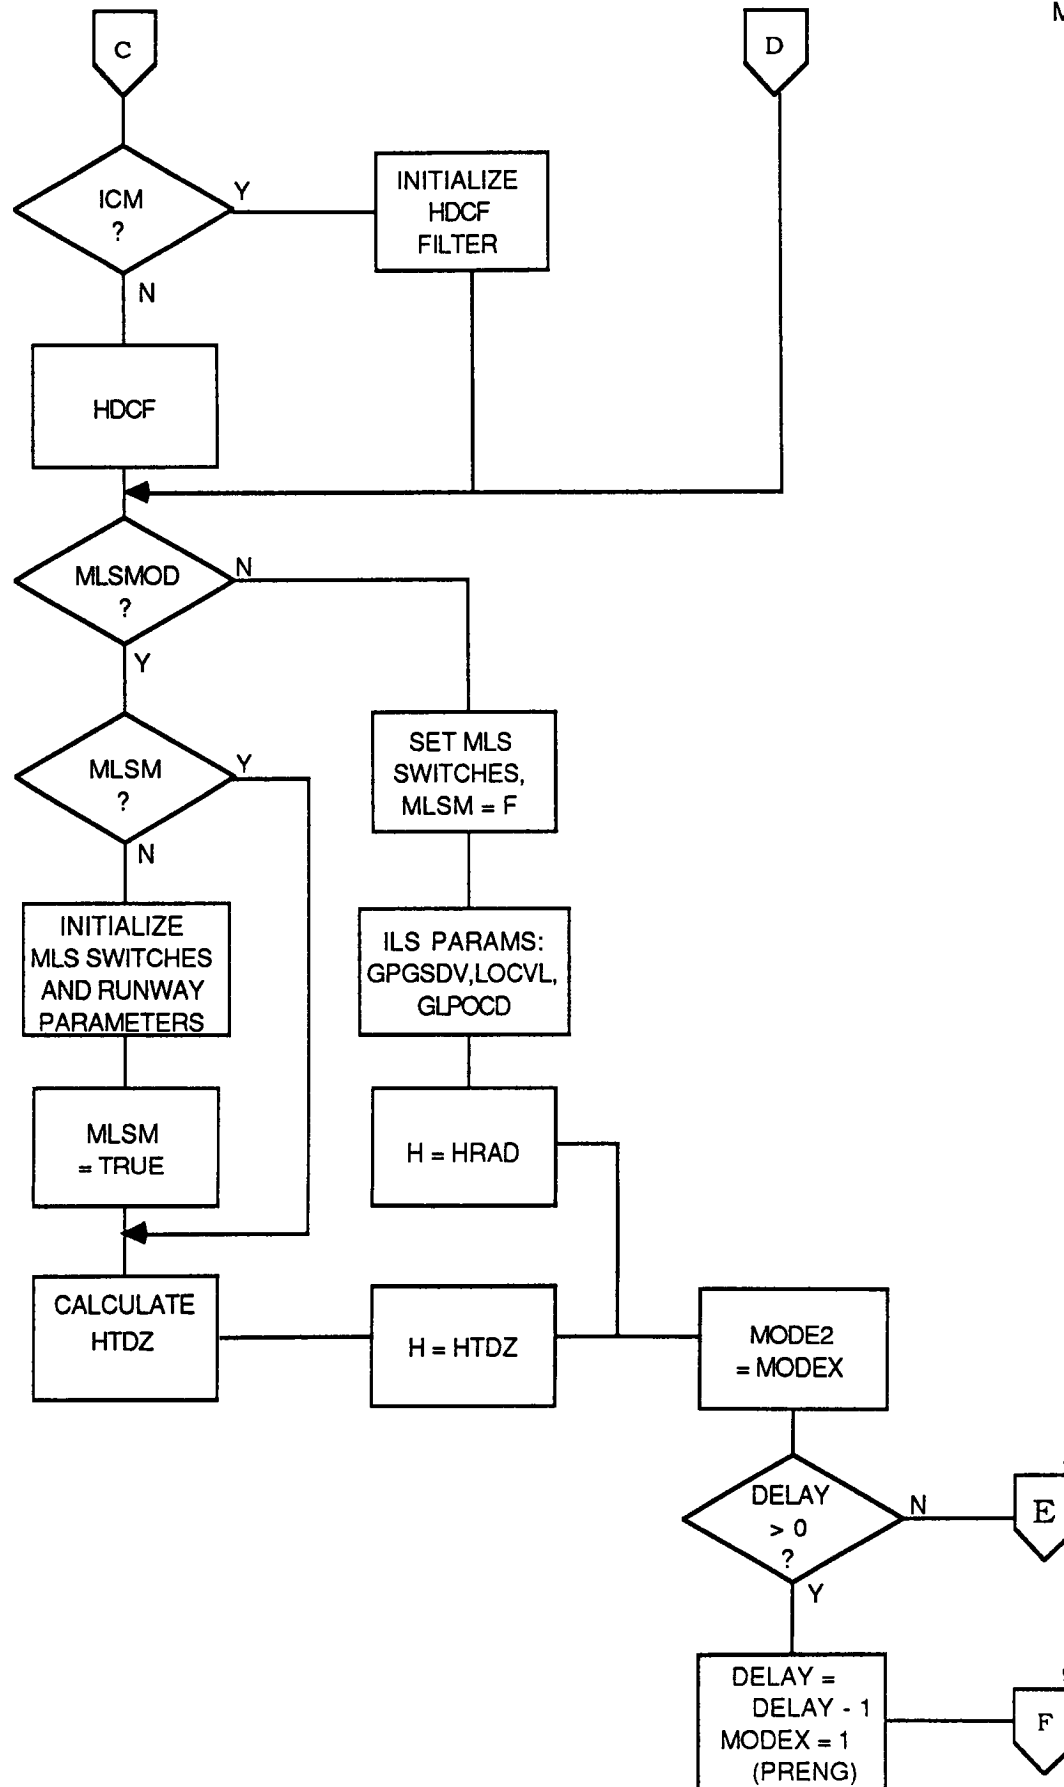 M
C
D
ICM
?
Y
N
INITIALIZE
HDCF
FILTER
HDCF
MLSMOD
?
N
Y
MLSM
?
Y
N
SET MLS
SWITCHES,
MLSM = F
INITIALIZE
MLS SWITCHES
AND RUNWAY
PARAMETERS
ILS PARAMS:
GPGSDV,LOCVL,
GLPOCD
MLSM
= TRUE
H = HRAD
CALCULATE
HTDZ
H = HTDZ
MODE2
= MODEX
DELAY
> 0
?
N
Y
E
DELAY =
DELAY - 1
MODEX = 1
(PRENG)
F